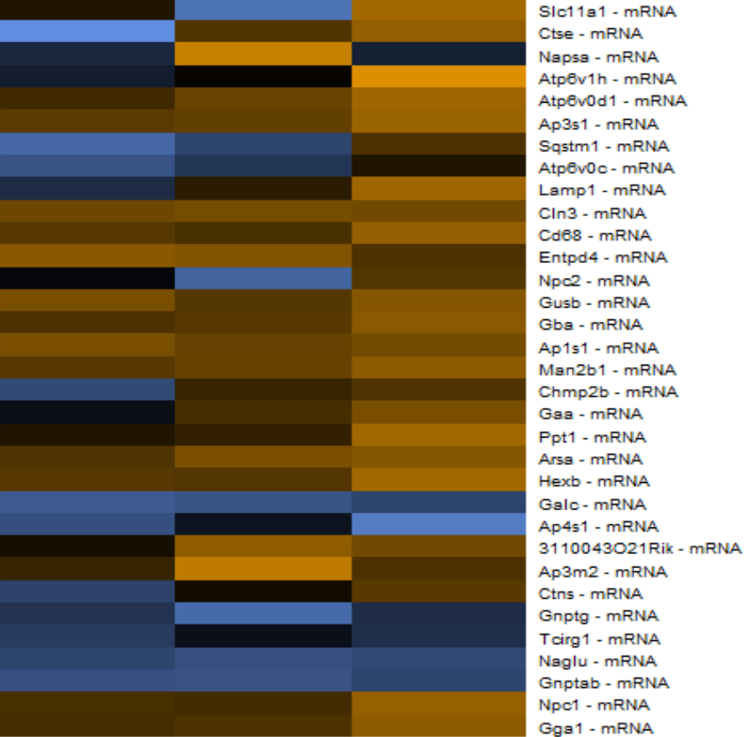 Slc11a1 - mRNA
Ctse - mRNA
Napsa - mRNA
Atp6v1h - mRNA
Atp6v0d1 - mRNA
Ap3s1 - mRNA
Sqstm1 - mRNA
Atp6v0c - mRNA
Lamp1 - mRNA
Cln3 - mRNA
Cd68 - mRNA
Entpd4 - mRNA
Npc2 - mRNA
Gusb - mRNA
Gba - mRNA
Ap1s1 - mRNA
Man2b1 - mRNA
Chmp2b - mRNA
Gaa - mRNA
Ppt1 - mRNA
Arsa - mRNA
Hexb - mRNA
Galc - mRNA
Ap4s1 - mRNA
3110043O21Rik - mRNA
Ap3m2 - mRNA
Ctns - mRNA
Gnptg - mRNA
Tcirg1 - mRNA
Naglu - mRNA
Gnptab - mRNA
Npc1 - mRNA
Gga1 - mRNA